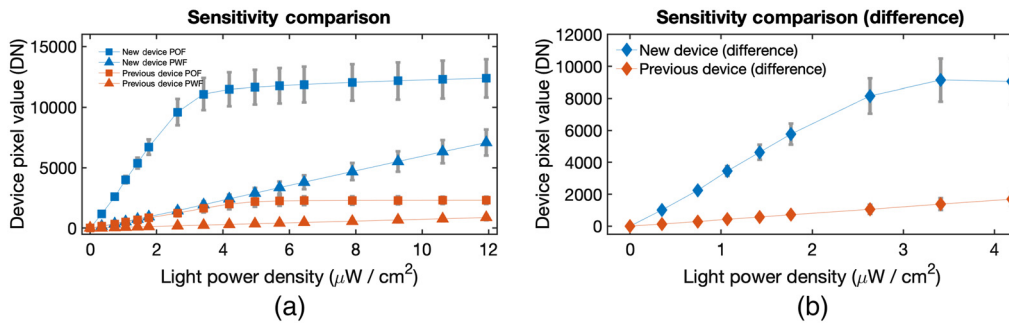 Sensitivity comparison
15000
10000
5000
0
Device pixel value (DN)
New device POF
New device PWF
Previous device POF
Previous device PWF
0 2 4 6 8 10 12
Light power density (μW / cm²)
(a)
Sensitivity comparison (difference)
12000
10000
8000
6000
4000
2000
0
Device pixel value (DN)
New device (difference)
Previous device (difference)
0 1 2 3 4
Light power density (μW / cm²)
(b)